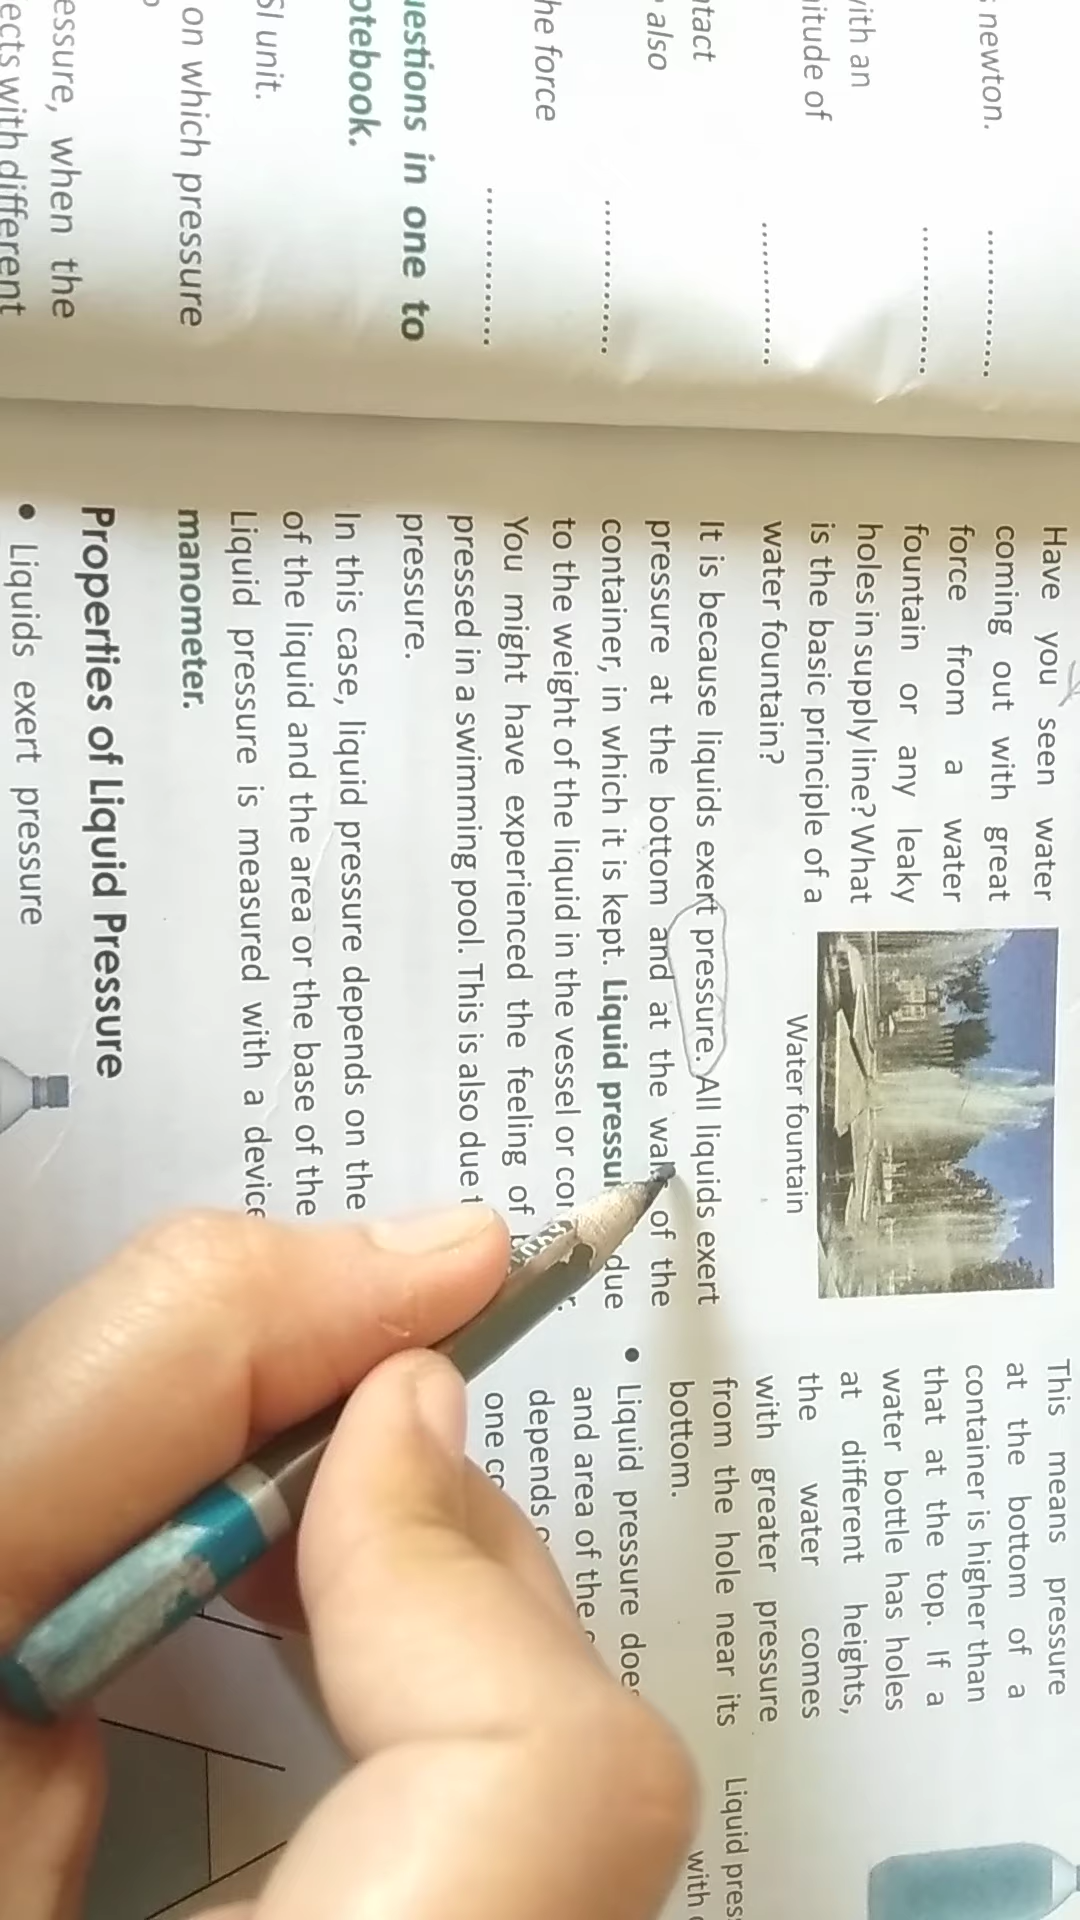 newton.
ith an
itude of
ntact
also
he force
uestions in one to
otebook.
SI unit.
on which pressure
essure, when the
ects with different
Have you seen water
coming out with great
force from a water
fountain or any leaky
holes in supply line? What
is the basic principle of a
water fountain?
Water fountain
It is because liquids exert pressure. All liquids exert
pressure at the bottom and at the wal of the
container, in which it is kept. Liquid pressu due
to the weight of the liquid in the vessel or con r.
You might have experienced the feeling of
pressed in a swimming pool. This is also due t
pressure.
In this case, liquid pressure depends on the
of the liquid and the area or the base of the
Liquid pressure is measured with a device
manometer.
Properties of Liquid Pressure
• Liquids exert pressure
This means pressure
at the bottom of a
container is higher than
that at the top. If a
water bottle has holes
at different heights,
the water comes
with greater pressure
from the hole near its
bottom.
Liquid pres
with
• Liquid pressure does
and area of the
depends
one co